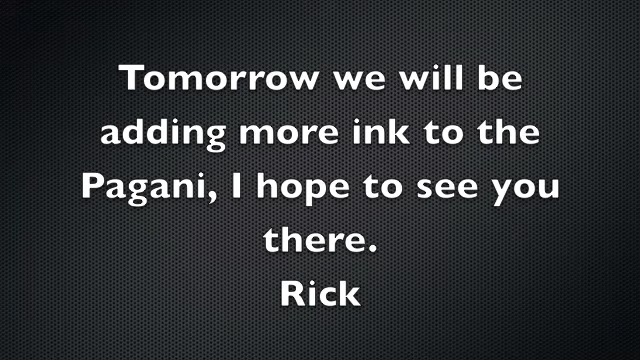 Tomorrow we will be
adding more ink to the
Pagani, I hope to see you
there.
Rick